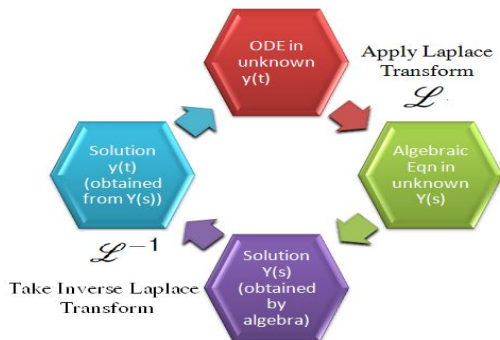 ODE in
unknown
y(t)
Apply Laplace
Transform
ℒ
Algebraic
Eqn in
unknown
Y(s)
Solution
Y(s)
(obtained
by
algebra)
ℒ⁻¹
Take Inverse Laplace
Transform
Solution
y(t)
(obtained
from Y(s))